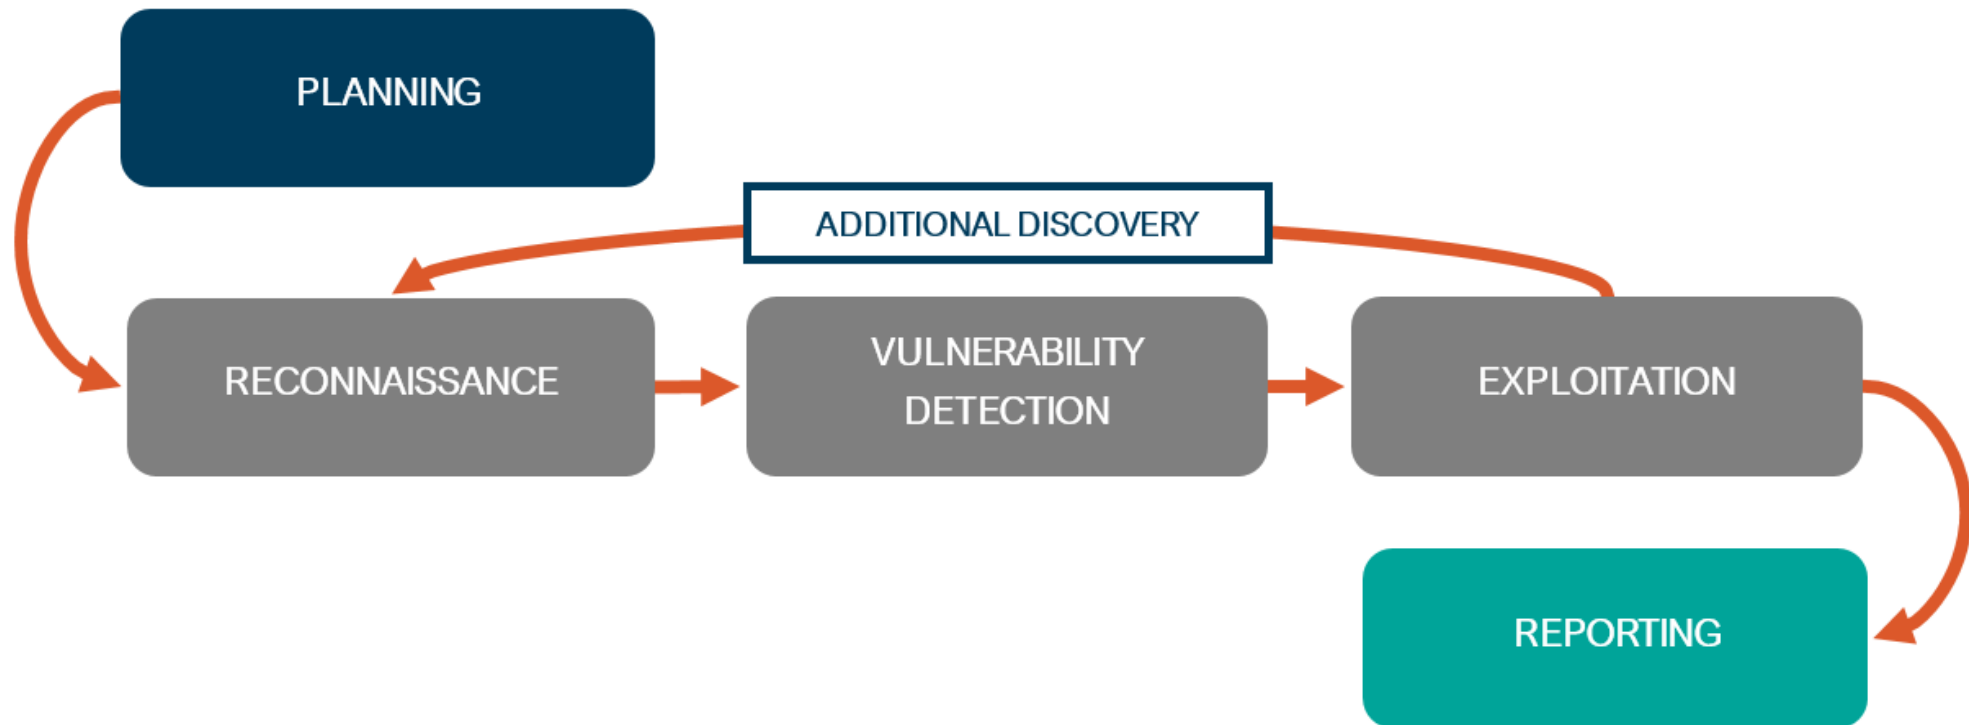 PLANNING
ADDITIONAL DISCOVERY
RECONNAISSANCE
VULNERABILITY
DETECTION
EXPLOITATION
REPORTING